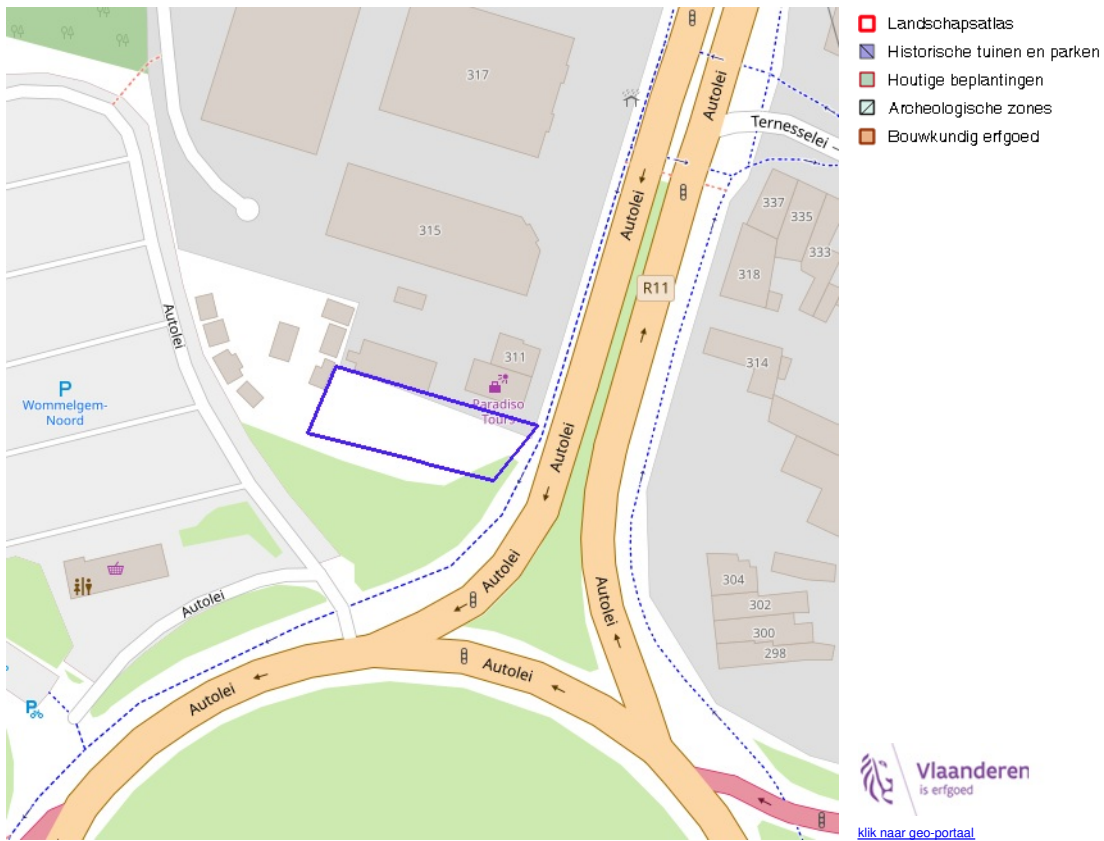 Landschapsatlas
Historische tuinen en parken
Houtige beplantingen
Archeologische zones
Bouwkundig erfgoed
317
Autolei
Autolei
Ternesselei
315
Autolei
337
335
333
318
R11
Autolei
311
314
P
Wommelgem-
Noord
Paradiso
Tours
Autolei
Autolei
Autolei
Autolei
304
302
300
298
Autolei
Autolei
P
Vlaanderen
is erfgoed
klik naar geo-portaal